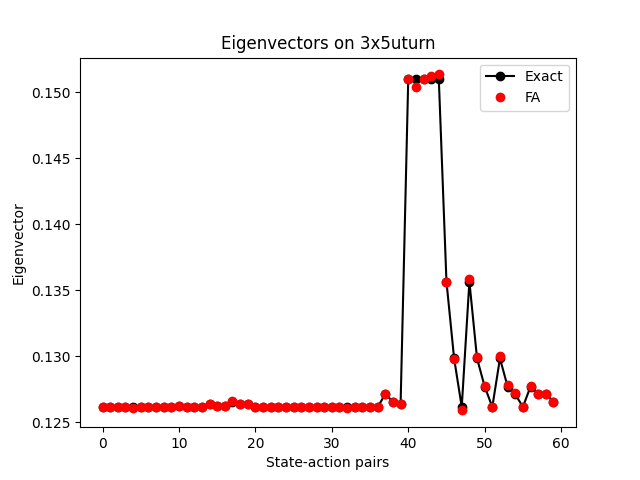 Eigenvectors on 3x5uturn
Exact
FA
0.150
0.145
0.140
0.135
0.130
0.125
Eigenvector
0 10 20 30 40 50 60
State-action pairs